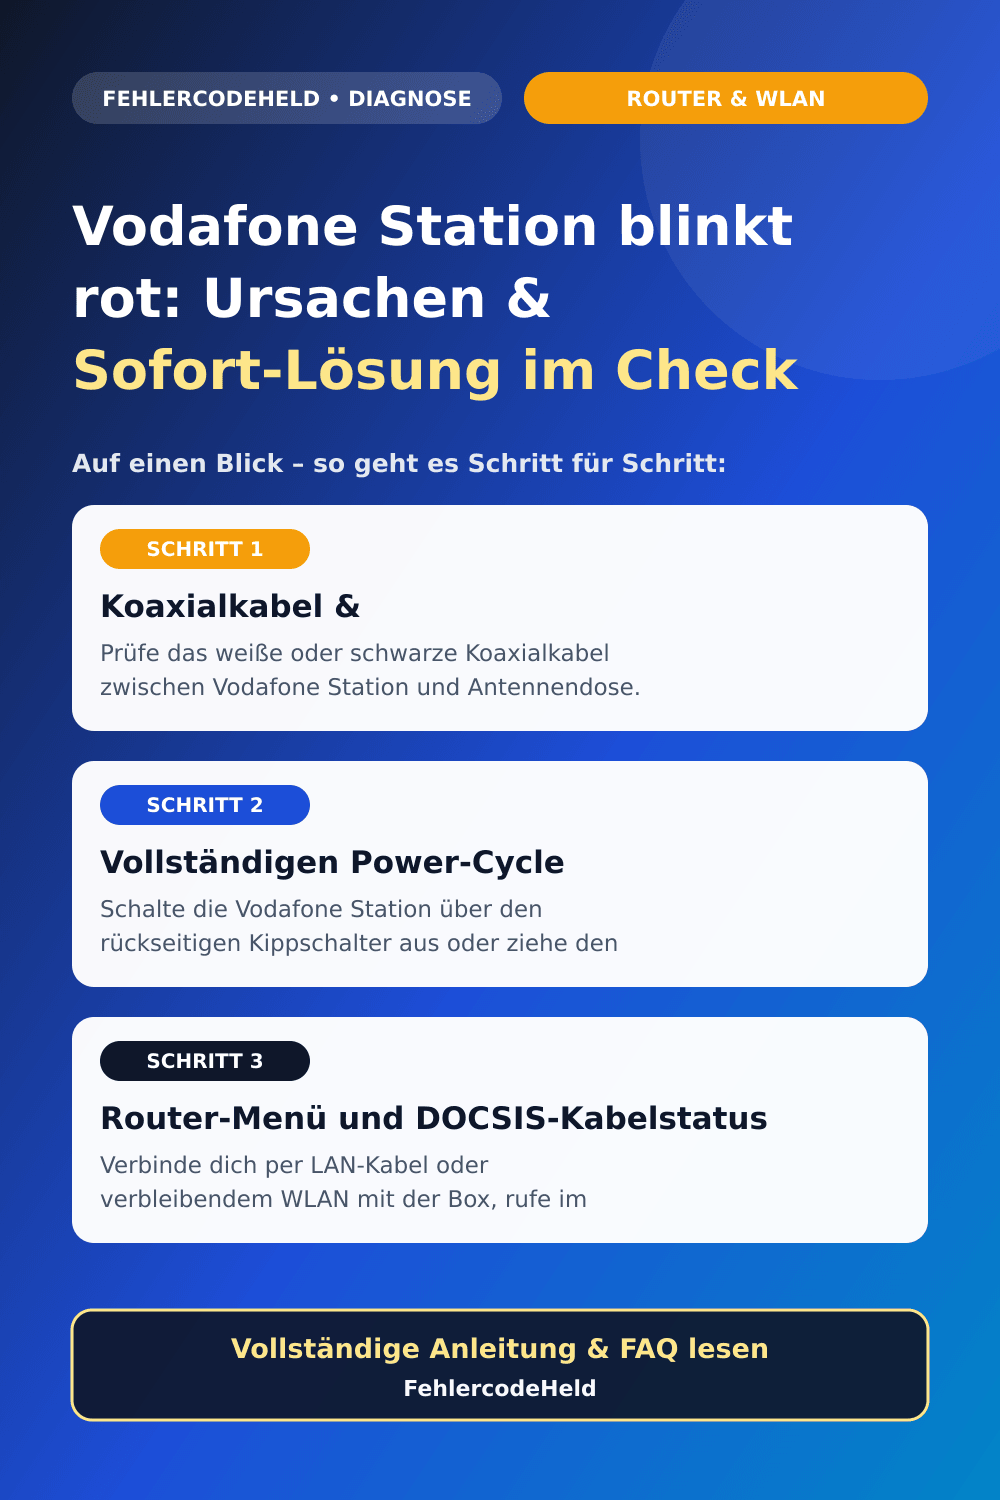 FEHLERCODEHELD • DIAGNOSE
ROUTER & WLAN
Vodafone Station blinkt
rot: Ursachen &
Sofort-Lösung im Check
Auf einen Blick – so geht es Schritt für Schritt:
SCHRITT 1
Koaxialkabel &
Prüfe das weiße oder schwarze Koaxialkabel
zwischen Vodafone Station und Antennendose.
SCHRITT 2
Vollständigen Power-Cycle
Schalte die Vodafone Station über den
rückseitigen Kippschalter aus oder ziehe den
SCHRITT 3
Router-Menü und DOCSIS-Kabelstatus
Verbinde dich per LAN-Kabel oder
verbleibendem WLAN mit der Box, rufe im
Vollständige Anleitung & FAQ lesen
FehlercodeHeld